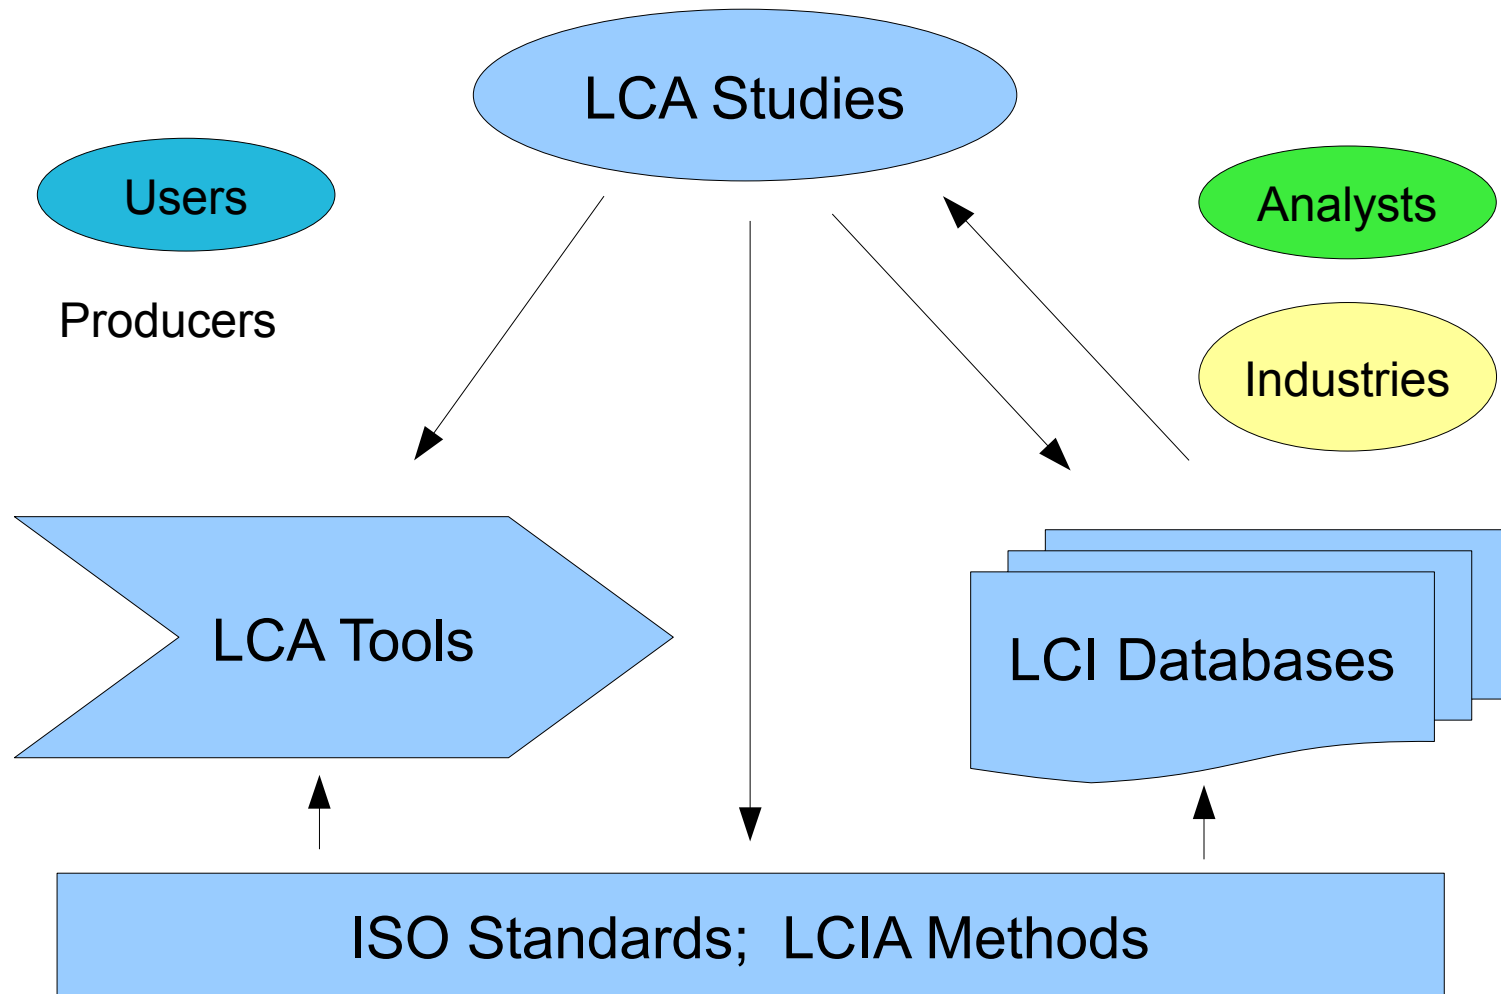 LCA Studies
Users
Analysts
Producers
Industries
LCA Tools
LCI Databases
ISO Standards;  LCIA Methods